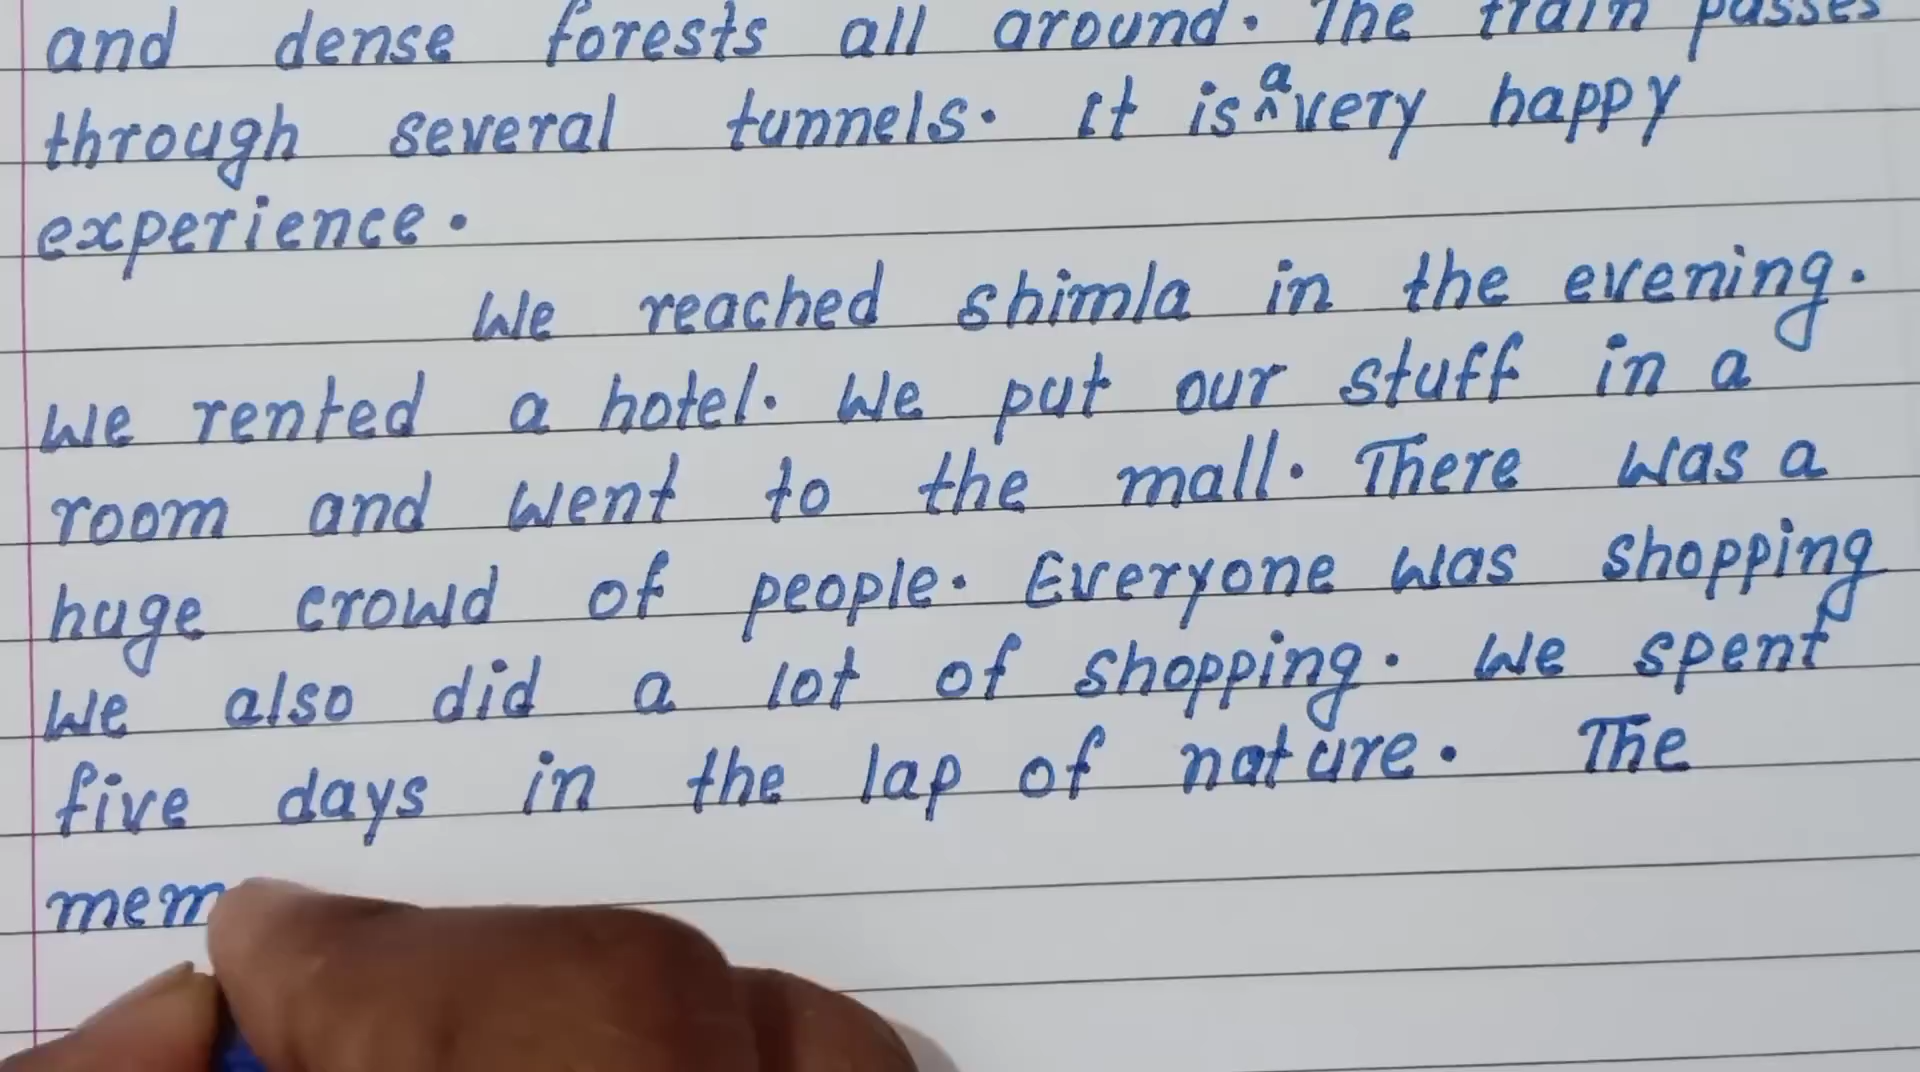 and dense forests all around. The train passes
through several tunnels. It is a very happy
experience.
We reached shimla in the evening.
We rented a hotel. We put our stuff in a
room and went to the mall. There was a
huge crowd of people. Everyone was shopping
We also did a lot of shopping. We spent
five days in the lap of nature. The
mem